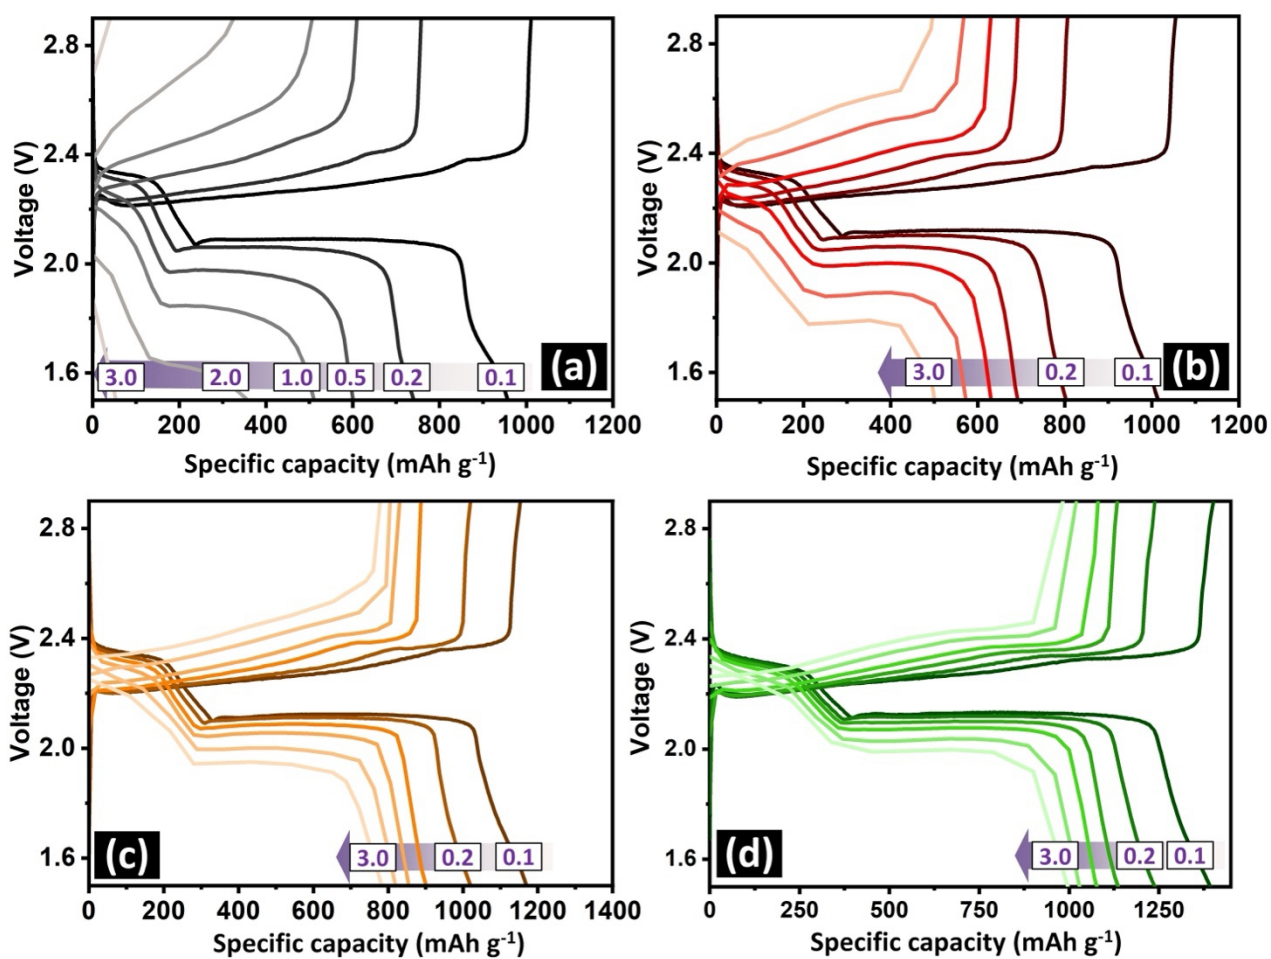 2.8
2.4
2.0
1.6
Voltage (V)
3.0 2.0 1.0 0.5 0.2 0.1
(a)
0 200 400 600 800 1000 1200
Specific capacity (mAh g⁻¹)
2.8
2.4
2.0
1.6
Voltage (V)
3.0 0.2 0.1
(b)
0 200 400 600 800 1000 1200
Specific capacity (mAh g⁻¹)
2.8
2.4
2.0
1.6
Voltage (V)
(c)
3.0 0.2 0.1
0 200 400 600 800 1000 1200 1400
Specific capacity (mAh g⁻¹)
2.8
2.4
2.0
1.6
Voltage (V)
(d)
3.0 0.2 0.1
0 250 500 750 1000 1250
Specific capacity (mAh g⁻¹)